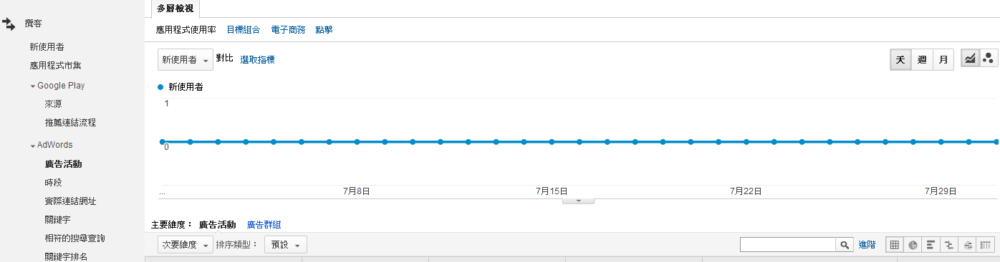 攬客
新使用者
應用程式市集
Google Play
來源
推薦連結流程
AdWords
廣告活動
時段
實際連結網址
關鍵字
相符的搜尋查詢
關鍵字排名
多層檢視
應用程式使用率 目標組合 電子商務 點擊
新使用者 對比 選取指標 天 週 月
新使用者
1
0
... 7月8日 7月15日 7月22日 7月29日
主要維度： 廣告活動 廣告群組
次要維度 排序類型： 預設 進階